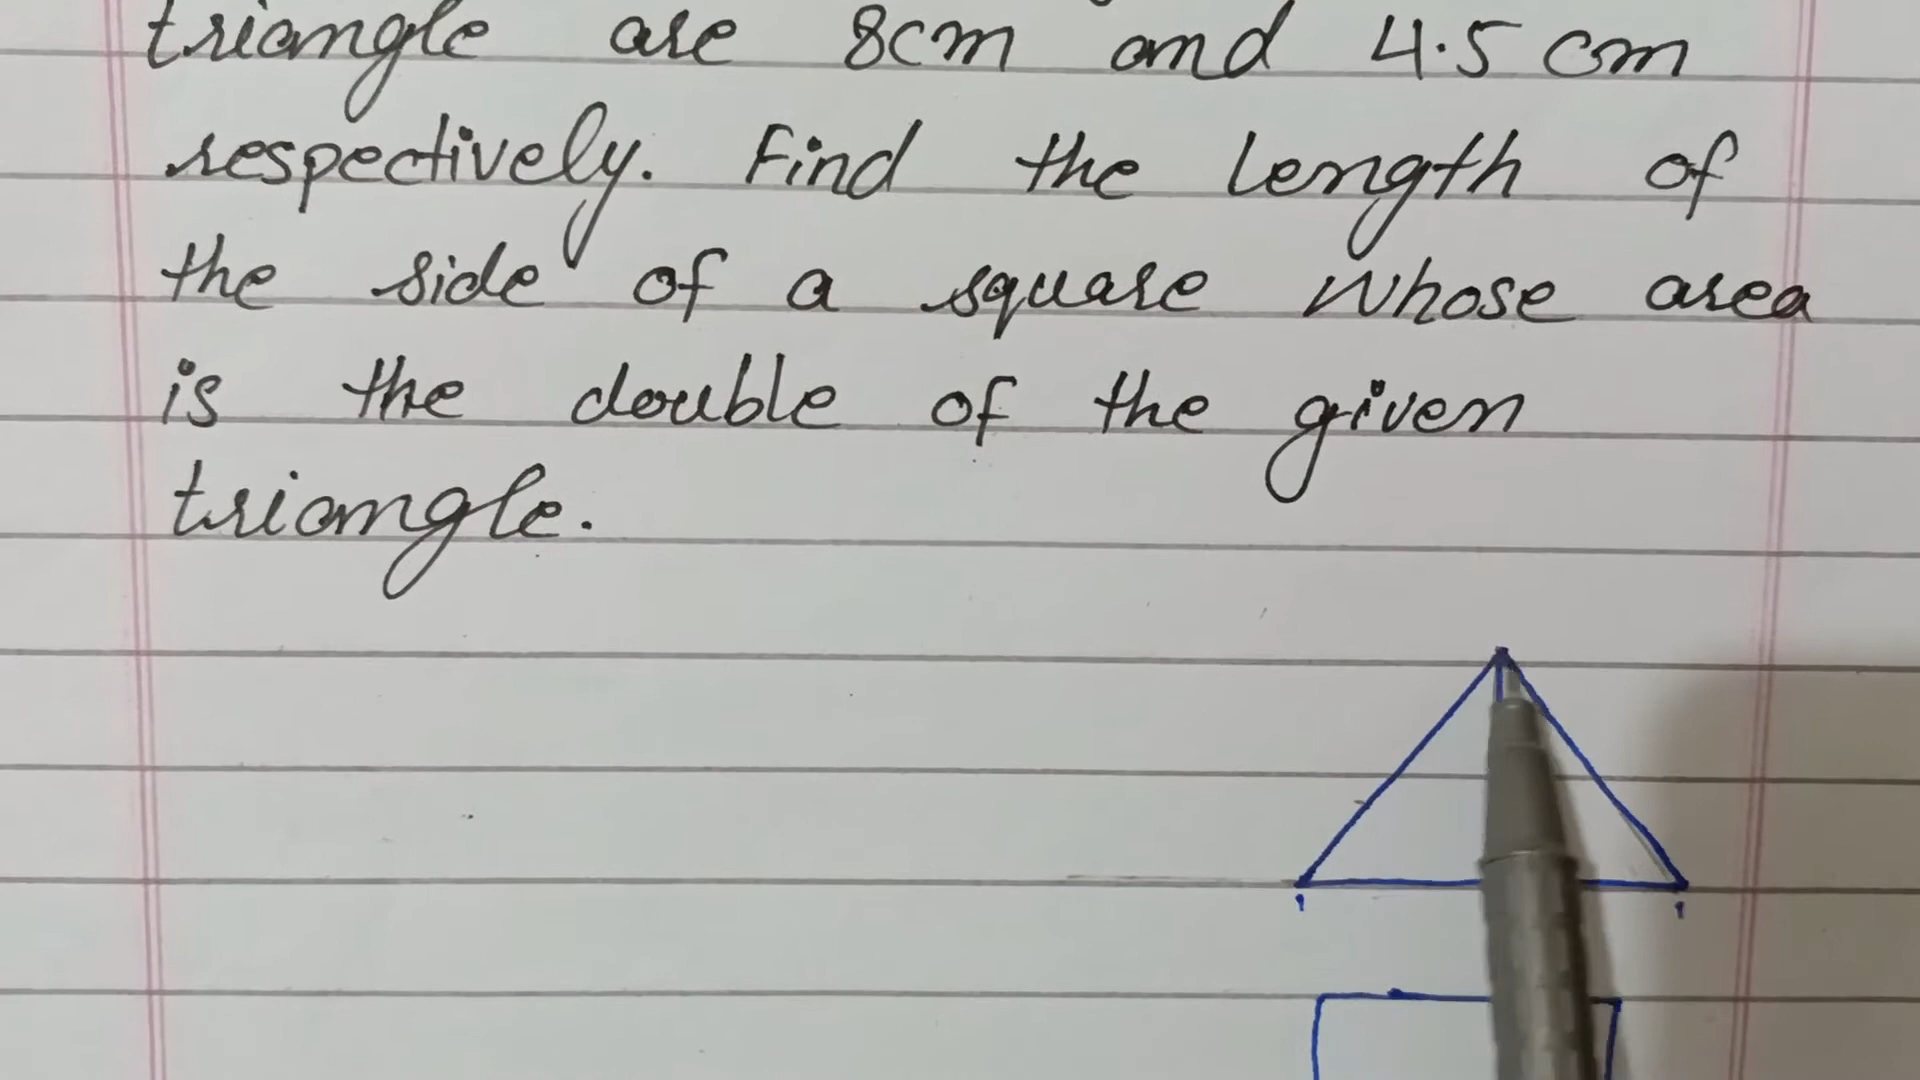 triangle are 8cm and 4.5 cm
respectively. Find the length of
the side of a square whose area
is the double of the given
triangle.